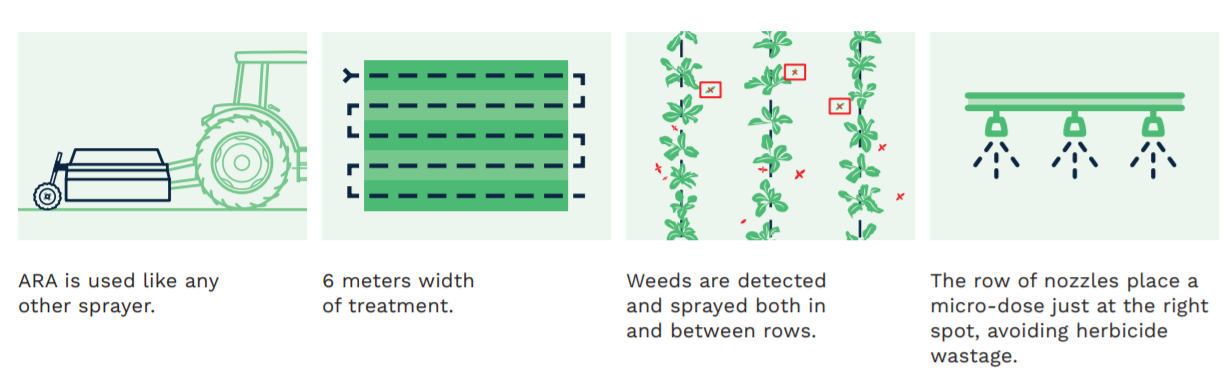 ARA is used like any
other sprayer.
6 meters width
of treatment.
Weeds are detected
and sprayed both in
and between rows.
The row of nozzles place a
micro-dose just at the right
spot, avoiding herbicide
wastage.